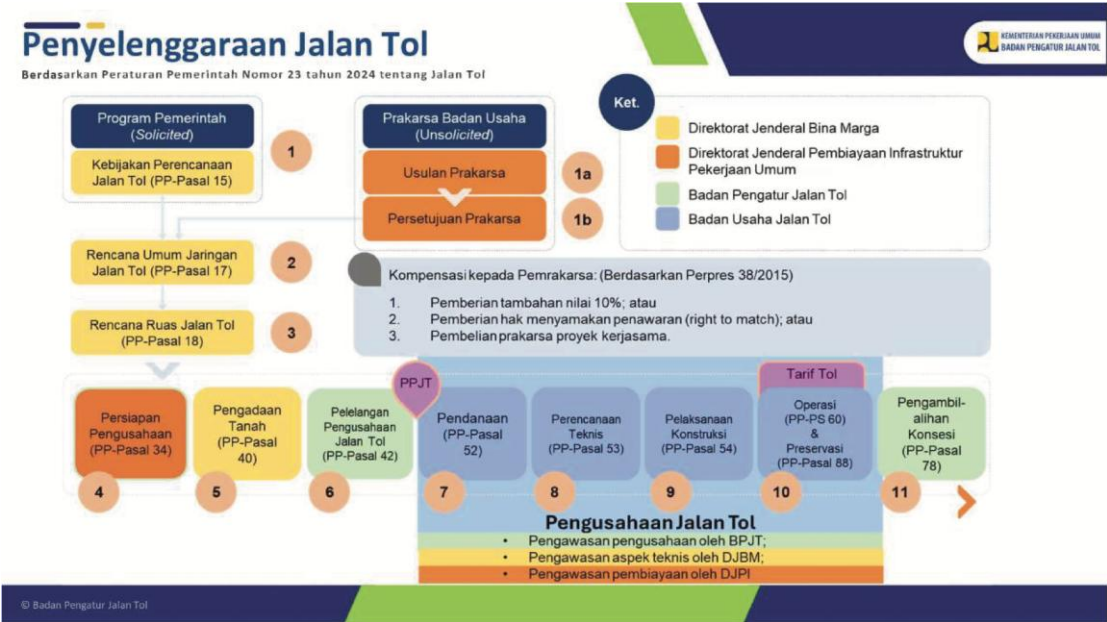 Penyelenggaraan Jalan Tol
Berdasarkan Peraturan Pemerintah Nomor 23 tahun 2024 tentang Jalan Tol
KEMENTERIAN PEKERJAAN UMUM
BADAN PENGATUR JALAN TOL
Program Pemerintah
(Solicited)
Kebijakan Perencanaan
Jalan Tol (PP-Pasal 15)
1
Prakarsa Badan Usaha
(Unsolicited)
Usulan Prakarsa
1a
Persetujuan Prakarsa
1b
Ket.
Direktorat Jenderal Bina Marga
Direktorat Jenderal Pembiayaan Infrastruktur
Pekerjaan Umum
Badan Pengatur Jalan Tol
Badan Usaha Jalan Tol
Rencana Umum Jaringan
Jalan Tol (PP-Pasal 17)
2
Rencana Ruas Jalan Tol
(PP-Pasal 18)
3
Kompensasi kepada Pemrakarsa: (Berdasarkan Perpres 38/2015)
1. Pemberian tambahan nilai 10%; atau
2. Pemberian hak menyamakan penawaran (right to match); atau
3. Pembelian prakarsa proyek kerjasama.
Persiapan
Pengusahaan
(PP-Pasal 34)
4
Pengadaan
Tanah
(PP-Pasal
40)
5
Pelelangan
Pengusahaan
Jalan Tol
(PP-Pasal 42)
6
PPJT
Pendanaan
(PP-Pasal
52)
7
Perencanaan
Teknis
(PP-Pasal 53)
8
Pelaksanaan
Konstruksi
(PP-Pasal 54)
9
Tarif Tol
Operasi
(PP-PS 60)
&
Preservasi
(PP-Pasal 88)
10
Pengambil-
alihan
Konsesi
(PP-Pasal
78)
11
Pengusahaan Jalan Tol
• Pengawasan pengusahaan oleh BPJT;
• Pengawasan aspek teknis oleh DJBM;
• Pengawasan pembiayaan oleh DJPI
© Badan Pengatur Jalan Tol